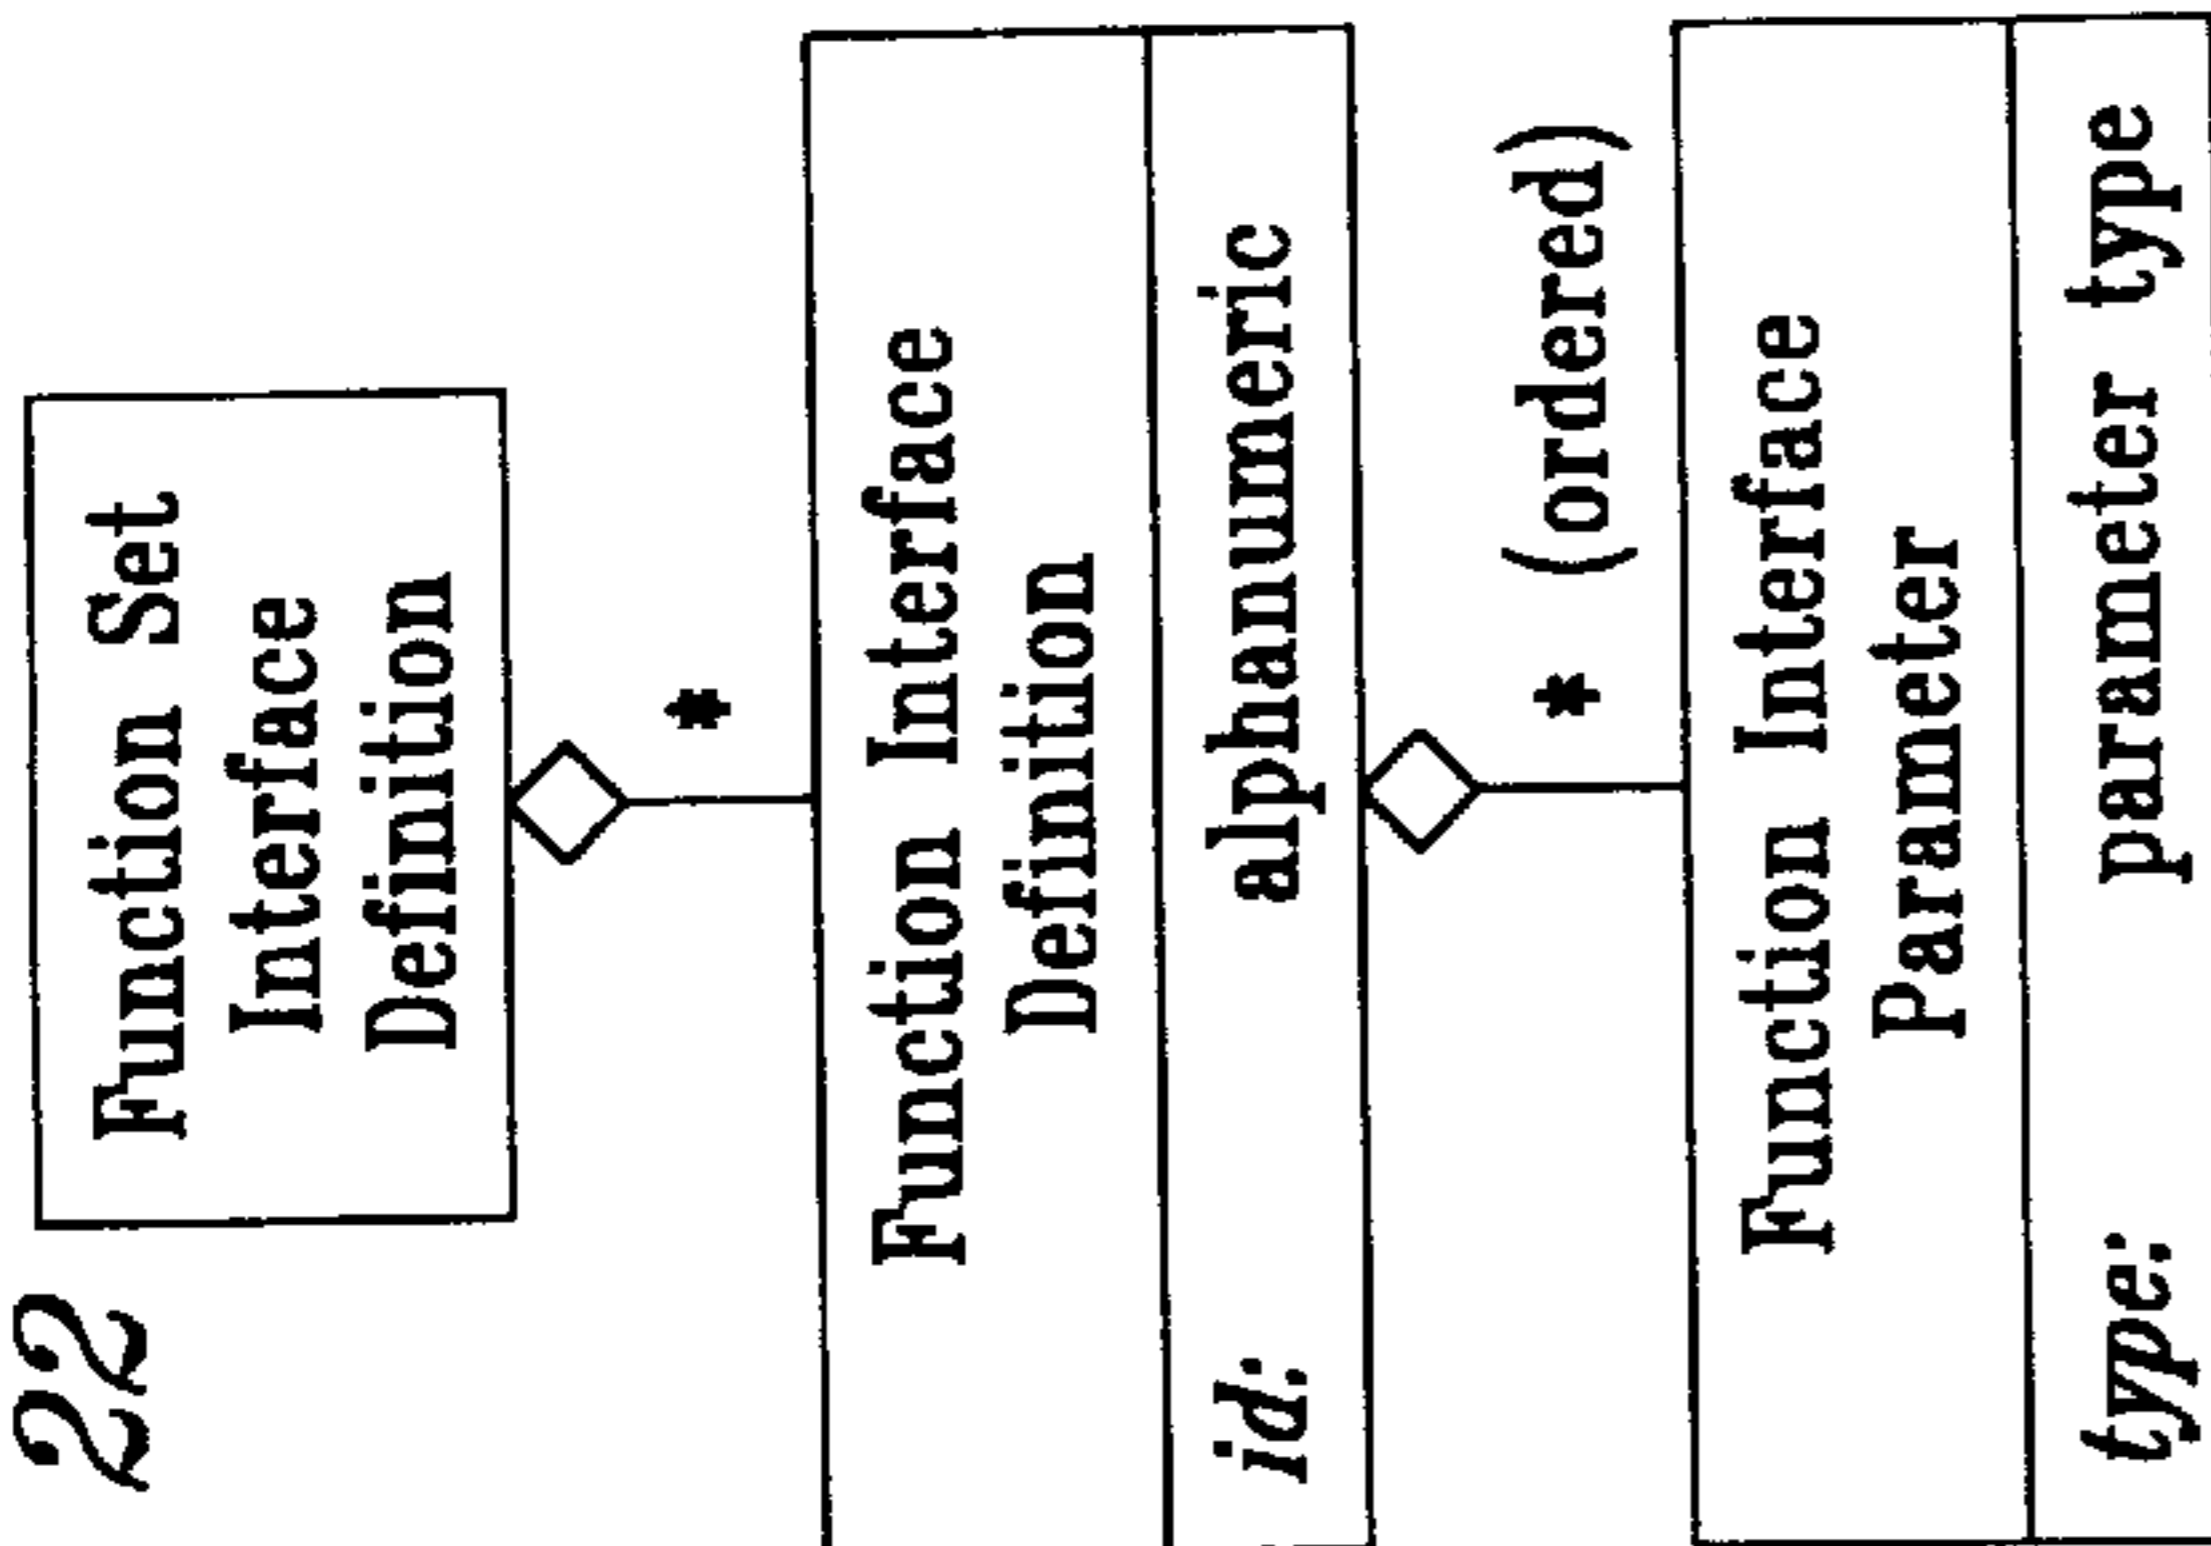 22
Function Set
Interface
Definition
*
Function Interface
Definition
id: alphanumeric
* (ordered)
Function Interface
Parameter
type: parameter type